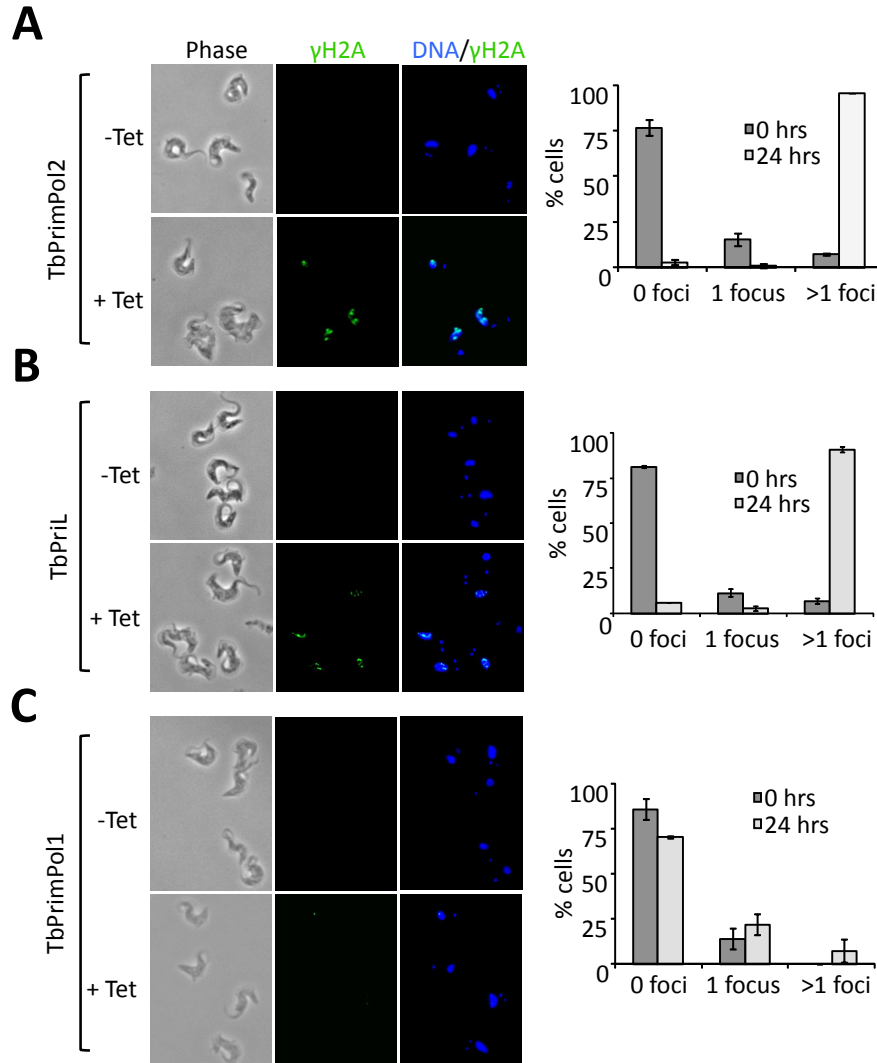 A
Phase γH2A DNA/γH2A
TbPrimPol2
-Tet
+ Tet
% cells
100
75
50
25
0
0 hrs
24 hrs
0 foci 1 focus >1 foci
B
TbPriL
-Tet
+ Tet
% cells
100
75
50
25
0
0 hrs
24 hrs
0 foci 1 focus >1 foci
C
TbPrimPol1
-Tet
+ Tet
% cells
100
75
50
25
0
0 hrs
24 hrs
0 foci 1 focus >1 foci